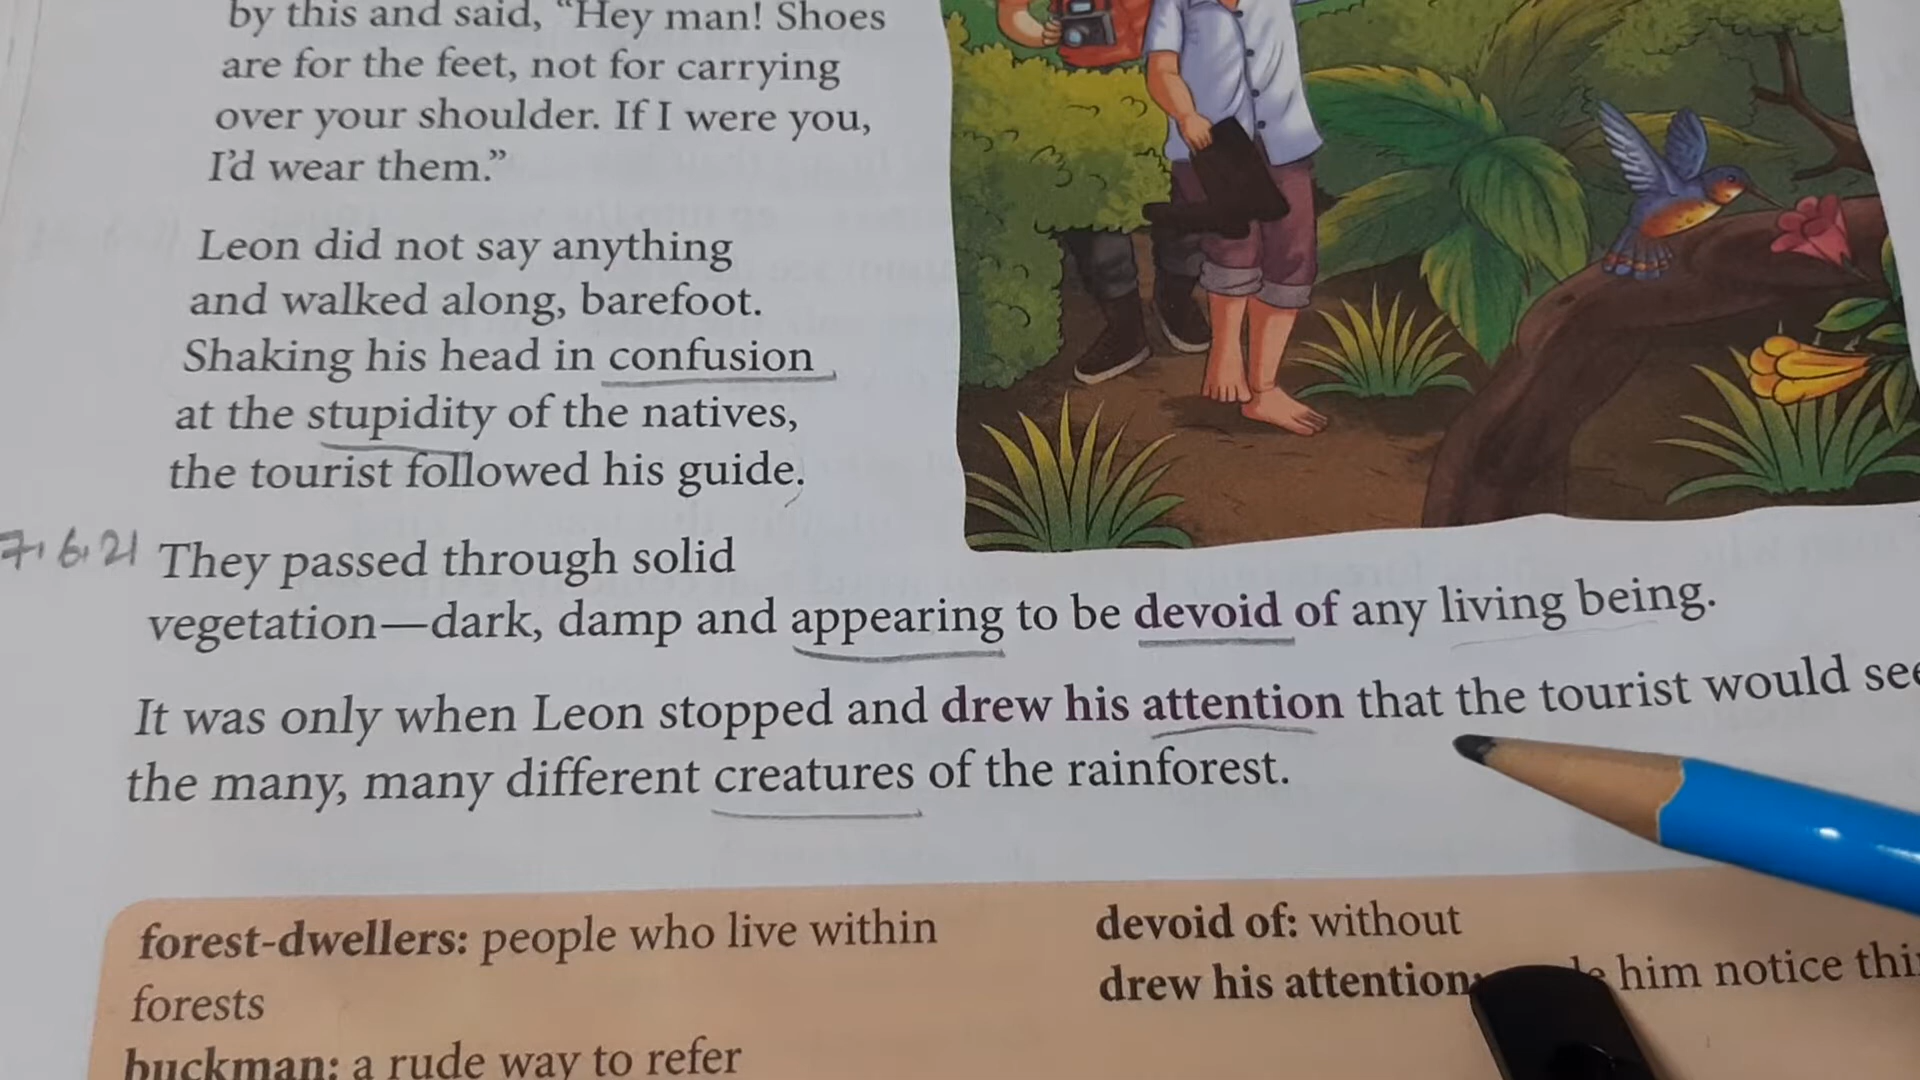 by this and said, “Hey man! Shoes
are for the feet, not for carrying
over your shoulder. If I were you,
I’d wear them.”
Leon did not say anything
and walked along, barefoot.
Shaking his head in confusion
at the stupidity of the natives,
the tourist followed his guide.
7.6.21
They passed through solid
vegetation—dark, damp and appearing to be devoid of any living being.
It was only when Leon stopped and drew his attention that the tourist would see
the many, many different creatures of the rainforest.
forest-dwellers: people who live within
forests
buckman: a rude way to refer
devoid of: without
drew his attention: him notice